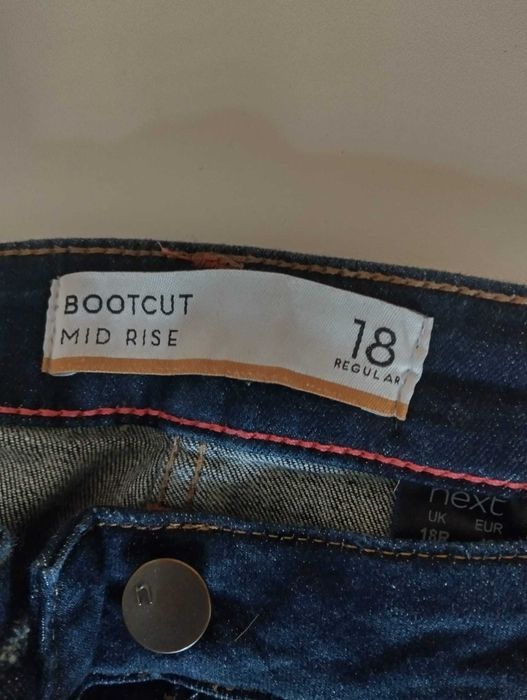 BOOTCUT
MID RISE
18
REGULAR
next
UK EUR
18R
n